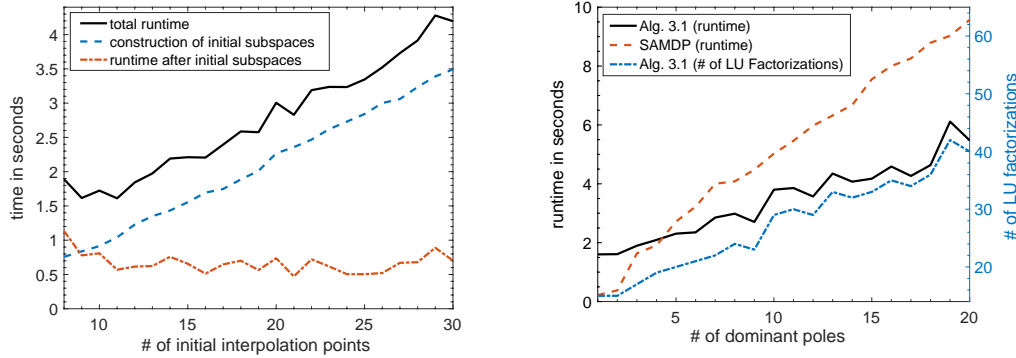 total runtime
construction of initial subspaces
runtime after initial subspaces
4.5
4
3.5
3
2.5
2
1.5
1
0.5
0
time in seconds
10
15
20
25
30
# of initial interpolation points
Alg. 3.1 (runtime)
SAMDP (runtime)
Alg. 3.1 (# of LU Factorizations)
10
8
6
4
2
0
runtime in seconds
5
10
15
20
# of dominant poles
60
50
40
30
20
# of LU factorizations